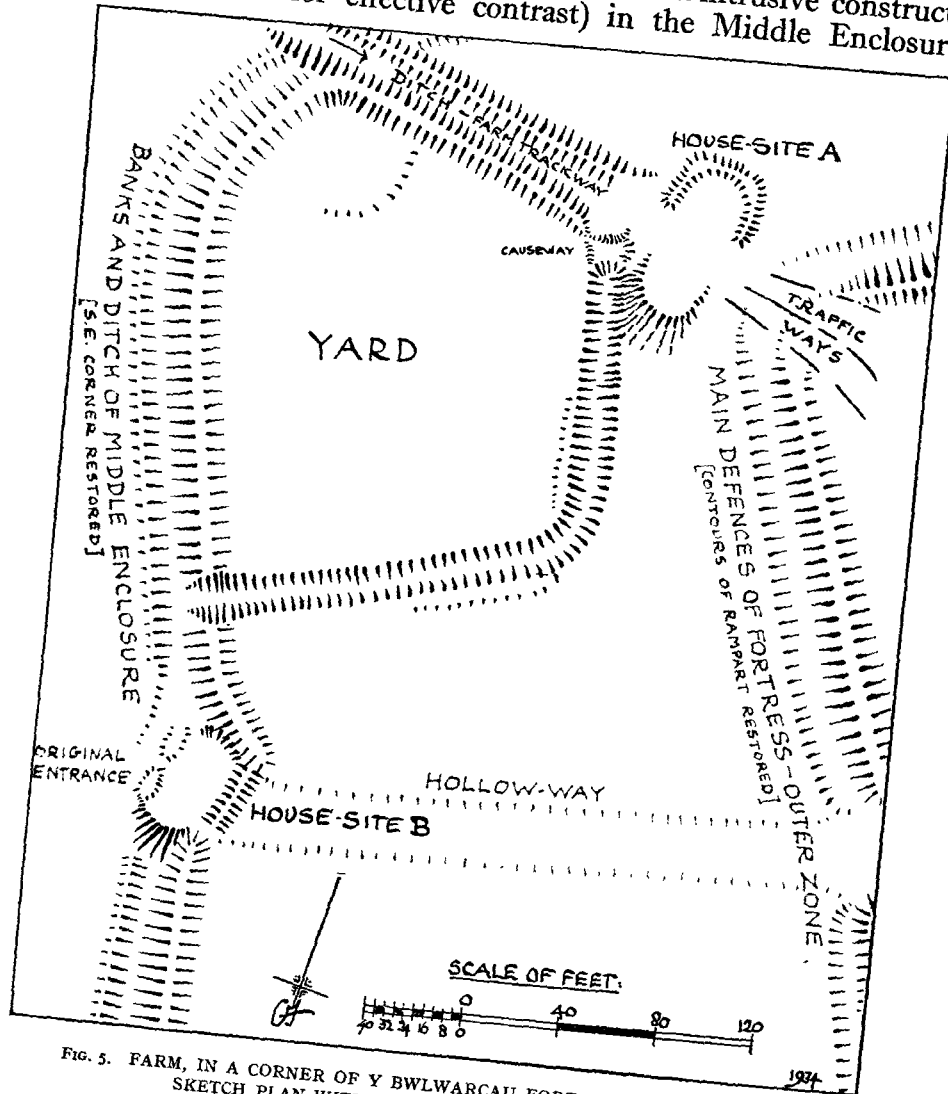 effective contrast) in the Middle Enclosur
DITCH - FARM TRACKWAY
HOUSE-SITE A
CAUSEWAY
TRAFFIC
WAYS
YARD
BANKS AND DITCH OF MIDDLE ENCLOSURE
[S.E. CORNER RESTORED]
MAIN DEFENCES OF FORTRESS-OUTER ZONE
[CONTOURS OF RAMPART RESTORED]
ORIGINAL
ENTRANCE
HOLLOW-WAY
HOUSE-SITE B
SCALE OF FEET:
40 32 24 16 8 0
0 40 80 120
1934
FIG. 5. FARM, IN A CORNER OF Y BWLWARCAU
SKETCH PLAN